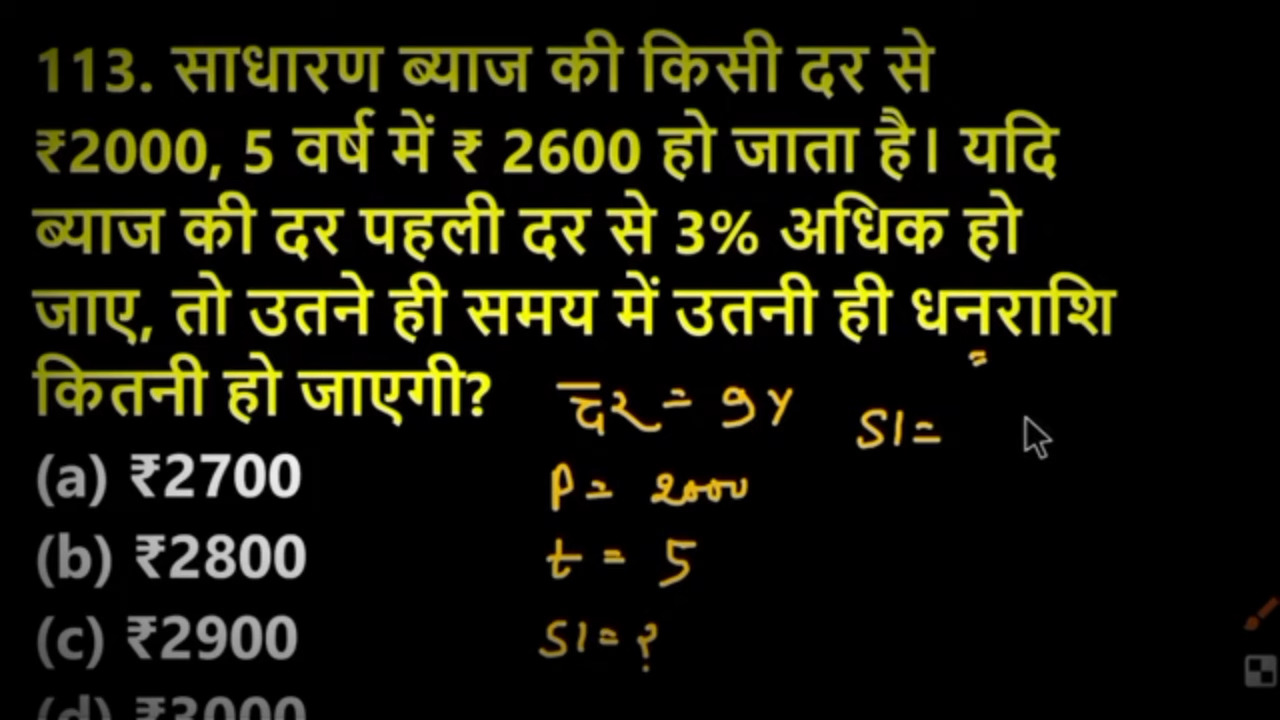 113. साधारण ब्याज की किसी दर से
₹2000, 5 वर्ष में ₹ 2600 हो जाता है। यदि
ब्याज की दर पहली दर से 3% अधिक हो
जाए, तो उतने ही समय में उतनी ही धनराशि
कितनी हो जाएगी?
दर = 9%
SI =
(a) ₹2700
P = 2000
(b) ₹2800
t = 5
(c) ₹2900
SI = ?
(d) ₹3000